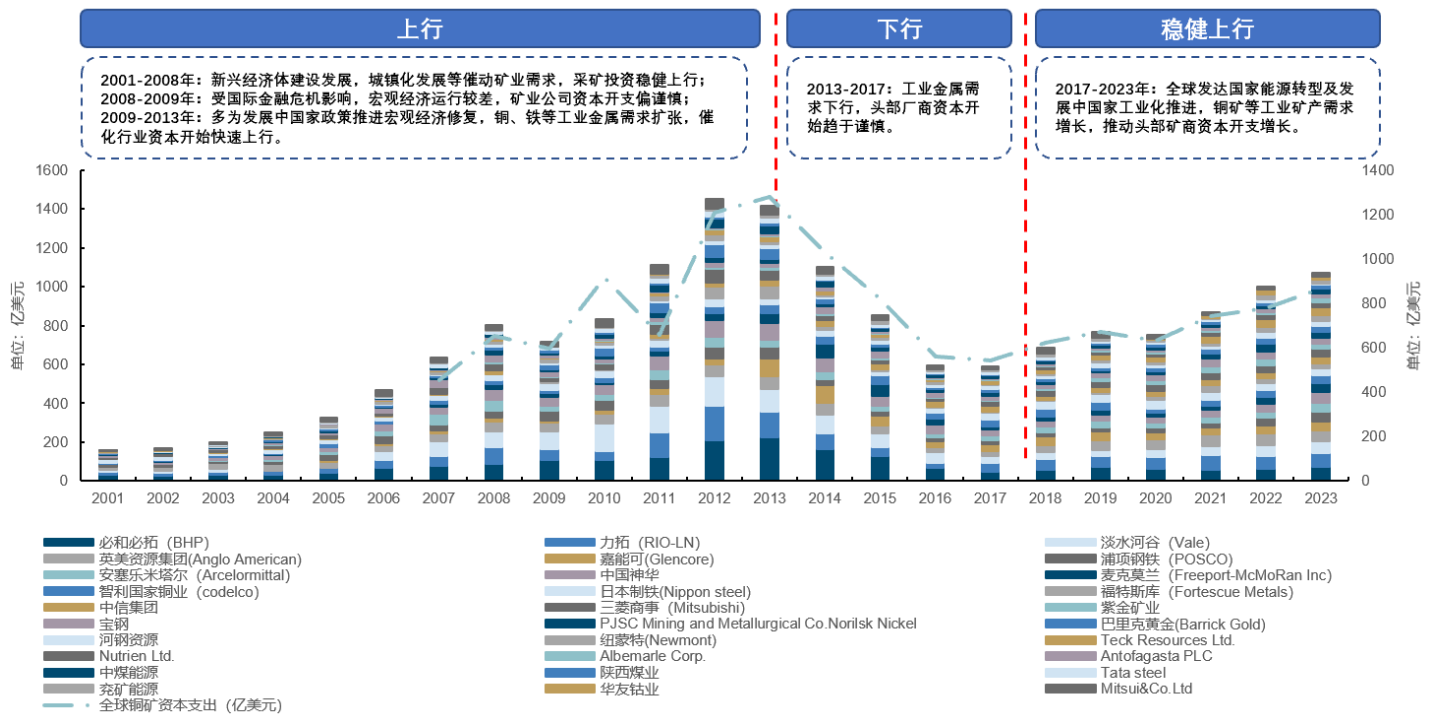 上行
下行
稳健上行
2001-2008年：新兴经济体建设发展，城镇化发展等催动矿业需求，采矿投资稳健上行；
2008-2009年：受国际金融危机影响，宏观经济运行较差，矿业公司资本开支偏谨慎；
2009-2013年：多为发展中国家政策推进宏观经济修复，铜、铁等工业金属需求扩张，催
化行业资本开始快速上行。
2013-2017：工业金属需
求下行，头部厂商资本开
始趋于谨慎。
2017-2023年：全球发达国家能源转型及发
展中国家工业化推进，铜矿等工业矿产需求
增长，推动头部矿商资本开支增长。
单位：亿美元
1600
1400
1200
1000
800
600
400
200
0
1400
1200
1000
800
600
400
200
0
单位：亿美元
2001 2002 2003 2004 2005 2006 2007 2008 2009 2010 2011 2012 2013 2014 2015 2016 2017 2018 2019 2020 2021 2022 2023
必和必拓（BHP） 力拓（RIO-LN） 淡水河谷（Vale）
英美资源集团(Anglo American) 嘉能可(Glencore) 浦项钢铁（POSCO）
安塞乐米塔尔（Arcelormittal) 中国神华 麦克莫兰（Freeport-McMoRan Inc)
智利国家铜业（codelco） 日本制铁(Nippon steel) 福特斯库（Fortescue Metals）
中信集团 三菱商事（Mitsubishi） 紫金矿业
宝钢 PJSC Mining and Metallurgical Co.Norilsk Nickel 巴里克黄金(Barrick Gold)
河钢资源 纽蒙特(Newmont) Teck Resources Ltd.
Nutrien Ltd. Albemarle Corp. Antofagasta PLC
中煤能源 陕西煤业 Tata steel
兖矿能源 华友钴业 Mitsui&Co.Ltd
全球铜矿资本支出（亿美元）